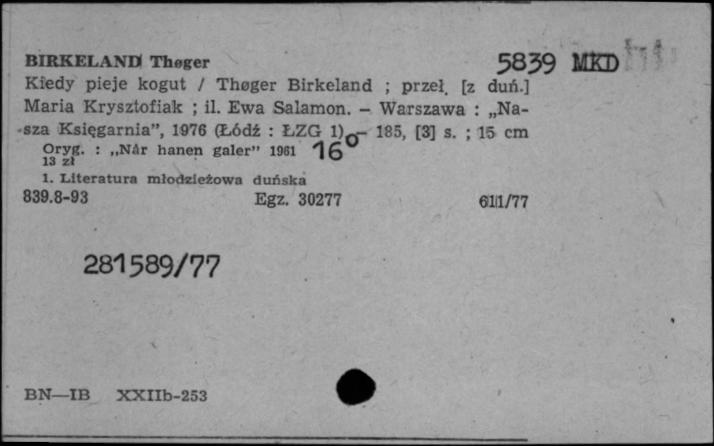 BIRKELAND Thøger 5839 MKD
Kiedy pieje kogut / Thøger Birkeland ; przeł. [z duń.]
Maria Krysztofiak ; il. Ewa Salamon. — Warszawa : „Na-
sza Księgarnia”, 1976 (Łódź : ŁZG 1). — 185, [3] s. ; 15 cm
Oryg. : „Når hanen galer” 1961 16°
13 zł
1. Literatura młodzieżowa duńska
839.8-93 Egz. 30277 611/77
281589/77
BN—IB XXIIb-253